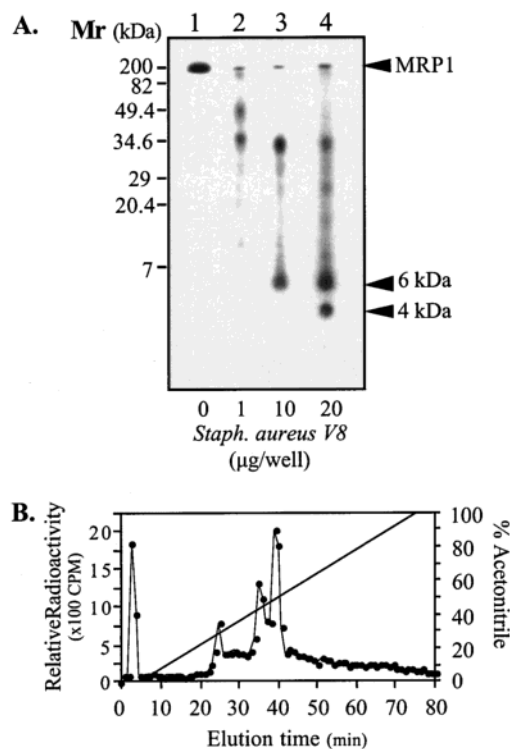 A. Mr (kDa) 1 2 3 4
200 MRP1
82
49.4
34.6
29
20.4
7
6 kDa
4 kDa
0 1 10 20
Staph. aureus V8
(μg/well)
B.
Relative Radioactivity
(x100 CPM)
20
15
10
5
0
100
80
60
40
20
0
% Acetonitrile
0 10 20 30 40 50 60 70 80
Elution time (min)